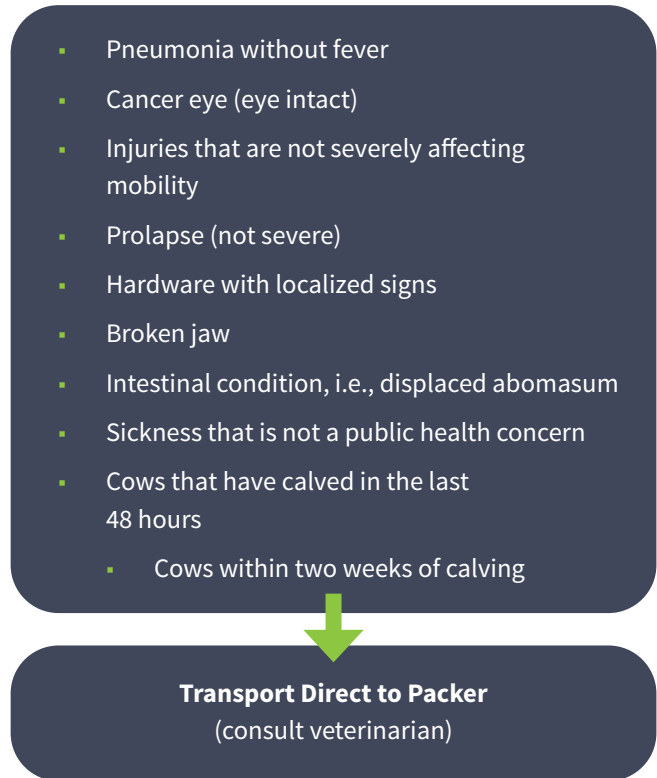 Pneumonia without fever
Cancer eye (eye intact)
Injuries that are not severely affecting
mobility
Prolapse (not severe)
Hardware with localized signs
Broken jaw
Intestinal condition, i.e., displaced abomasum
Sickness that is not a public health concern
Cows that have calved in the last
48 hours
Cows within two weeks of calving
Transport Direct to Packer
(consult veterinarian)